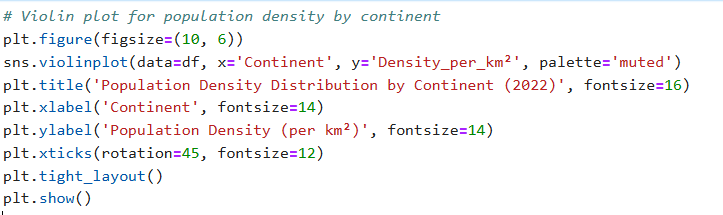 # Violin plot for population density by continent
plt.figure(figsize=(10, 6))
sns.violinplot(data=df, x='Continent', y='Density_per_km²', palette='muted')
plt.title('Population Density Distribution by Continent (2022)', fontsize=16)
plt.xlabel('Continent', fontsize=14)
plt.ylabel('Population Density (per km²)', fontsize=14)
plt.xticks(rotation=45, fontsize=12)
plt.tight_layout()
plt.show()